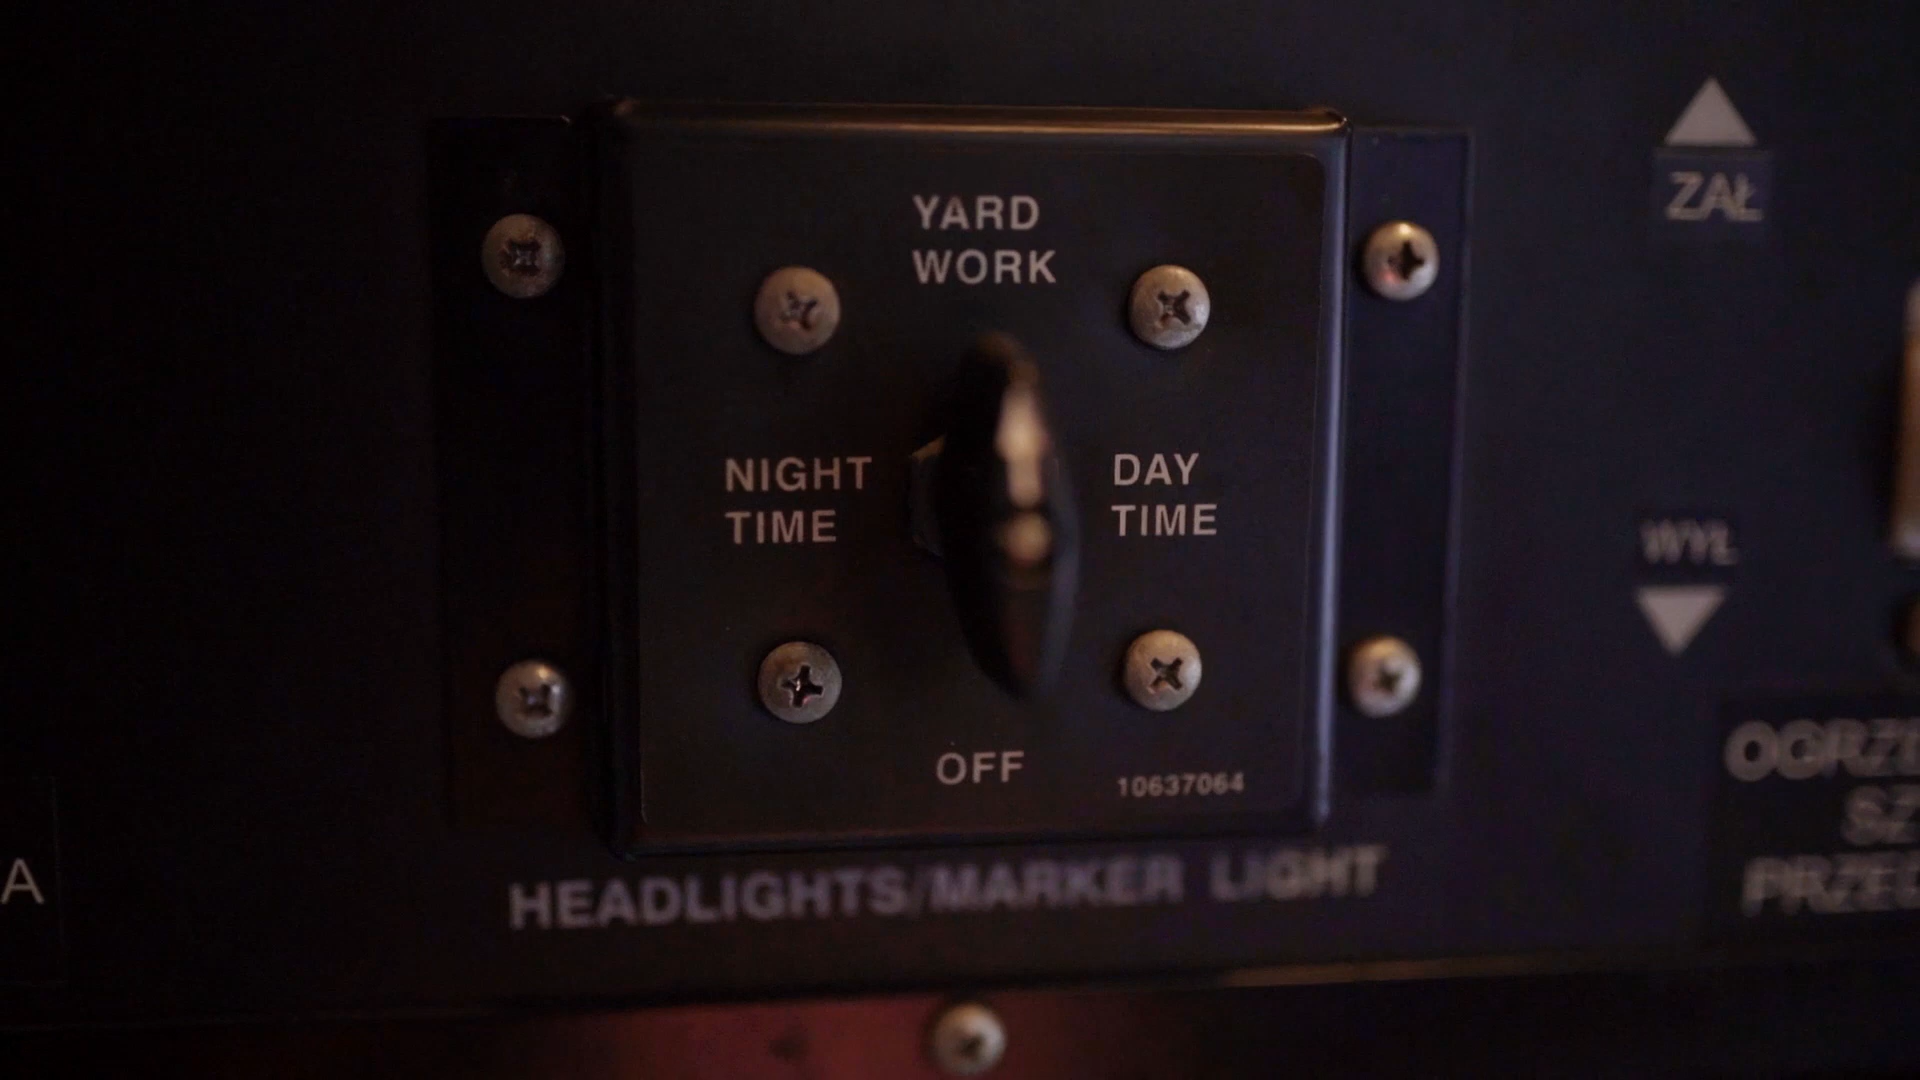 YARD
WORK
NIGHT
TIME
DAY
TIME
OFF
10637064
HEADLIGHTS/MARKER LIGHT
ZAŁ
WYŁ
A